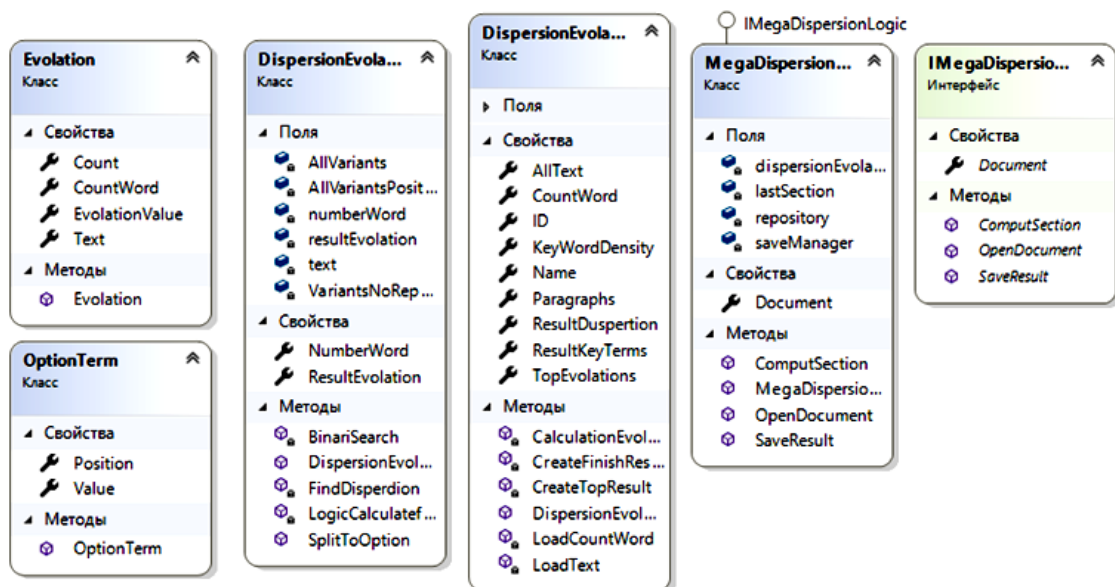 Evolation
Класс
Свойства
Count
CountWord
EvolationValue
Text
Методы
Evolation
OptionTerm
Класс
Свойства
Position
Value
Методы
OptionTerm
DispersionEvola...
Класс
Поля
AllVariants
AllVariantsPosit...
numberWord
resultEvolation
text
VariantsNoRep...
Свойства
NumberWord
ResultEvolation
Методы
BinariSearch
DispersionEvol...
FindDisperdion
LogicCalculatef...
SplitToOption
DispersionEvola...
Класс
Поля
Свойства
AllText
CountWord
ID
KeyWordDensity
Name
Paragraphs
ResultDuspertion
ResultKeyTerms
TopEvolations
Методы
CalculationEvol...
CreateFinishRes...
CreateTopResult
DispersionEvol...
LoadCountWord
LoadText
IMegaDispersionLogic
MegaDispersion...
Класс
Поля
dispersionEvola...
lastSection
repository
saveManager
Свойства
Document
Методы
ComputSection
MegaDispersio...
OpenDocument
SaveResult
IMegaDispersio...
Интерфейс
Свойства
Document
Методы
ComputSection
OpenDocument
SaveResult